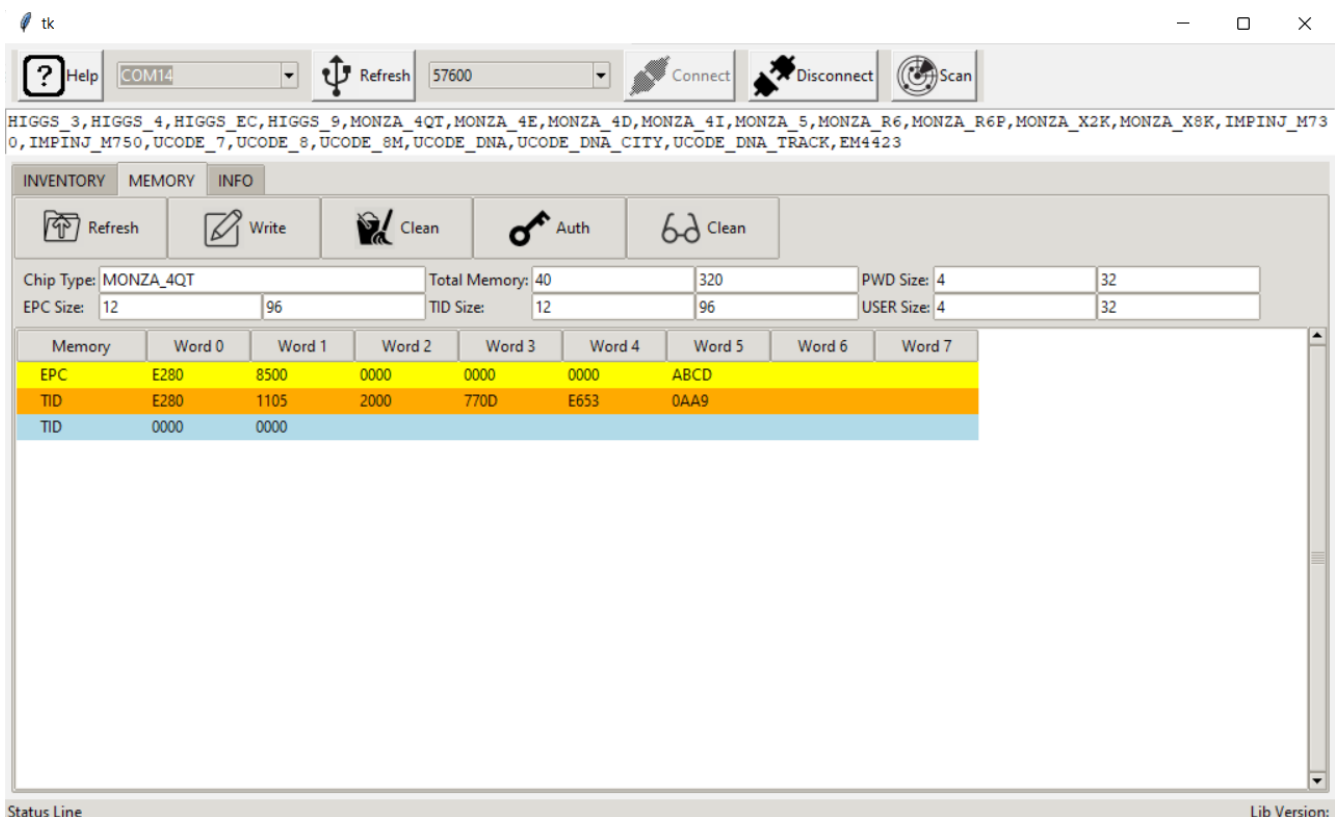 tk
Help COM14 Refresh 57600 Connect Disconnect Scan
HIGGS_3,HIGGS_4,HIGGS_EC,HIGGS_9,MONZA_4QT,MONZA_4E,MONZA_4D,MONZA_4I,MONZA_5,MONZA_R6,MONZA_R6P,MONZA_X2K,MONZA_X8K,IMPINJ_M73
0,IMPINJ_M750,UCODE_7,UCODE_8,UCODE_8M,UCODE_DNA,UCODE_DNA_CITY,UCODE_DNA_TRACK,EM4423
INVENTORY MEMORY INFO
Refresh Write Clean Auth Clean
Chip Type: MONZA_4QT Total Memory: 40 320 PWD Size: 4 32
EPC Size: 12 96 TID Size: 12 96 USER Size: 4 32
Memory Word 0 Word 1 Word 2 Word 3 Word 4 Word 5 Word 6 Word 7
EPC E280 8500 0000 0000 0000 ABCD
TID E280 1105 2000 770D E653 0AA9
TID 0000 0000
Status Line Lib Version: